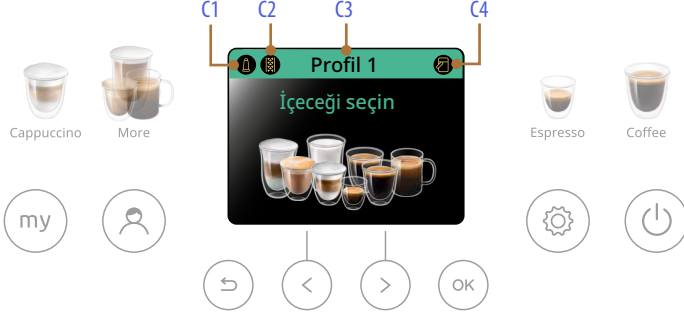 C1 C2 C3 C4
Profil 1
İçeceği seçin
Cappuccino More Espresso Coffee
my
OK